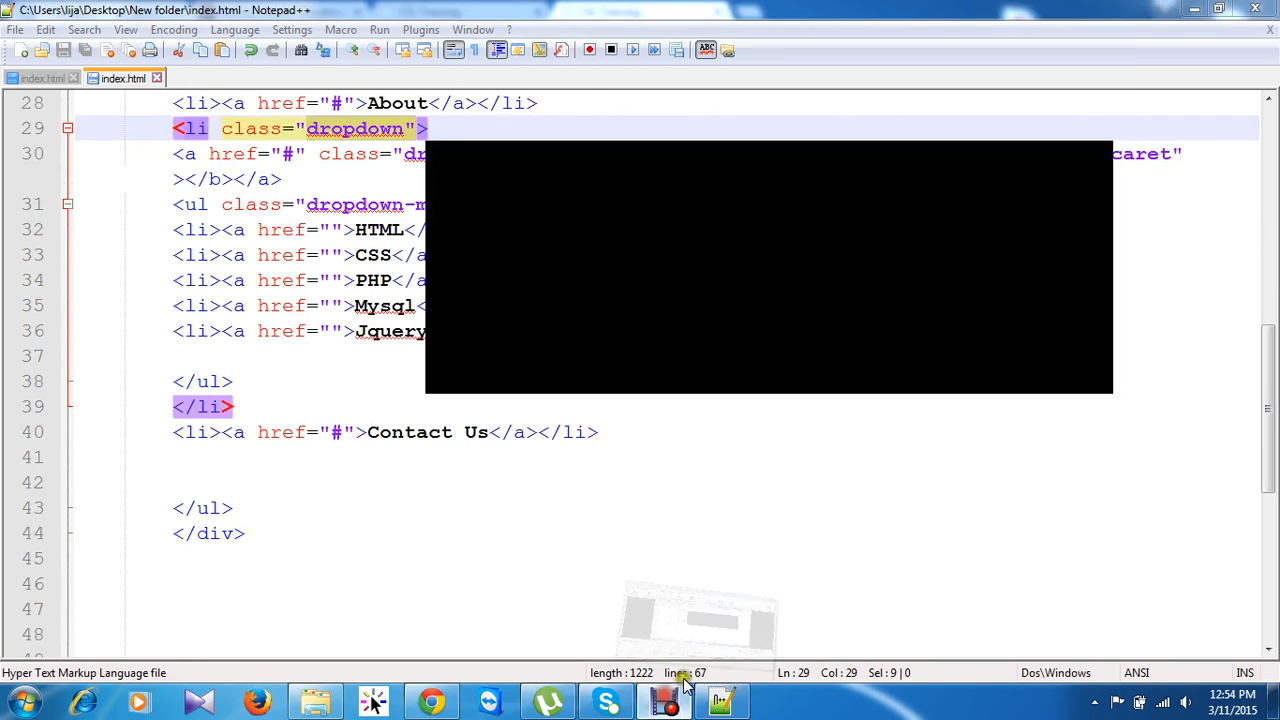 C:\Users\lija\Desktop\New folder\index.html - Notepad++
File Edit Search View Encoding Language Settings Macro Run Plugins Window ? X
index.html index.html
28 <li><a href="#">About</a></li>
29 <li class="dropdown">
30 <a href="#" class="dr caret"
></b></a>
31 <ul class="dropdown-m
32 <li><a href="">HTML</
33 <li><a href="">CSS</a
34 <li><a href="">PHP</a
35 <li><a href="">Mysql<
36 <li><a href="">Jquery
37
38 </ul>
39 </li>
40 <li><a href="#">Contact Us</a></li>
41
42
43 </ul>
44 </div>
45
46
47
48
Hyper Text Markup Language file length : 1222 lines : 67 Ln : 29 Col : 29 Sel : 9 | 0 Dos\Windows ANSI INS
12:54 PM
3/11/2015